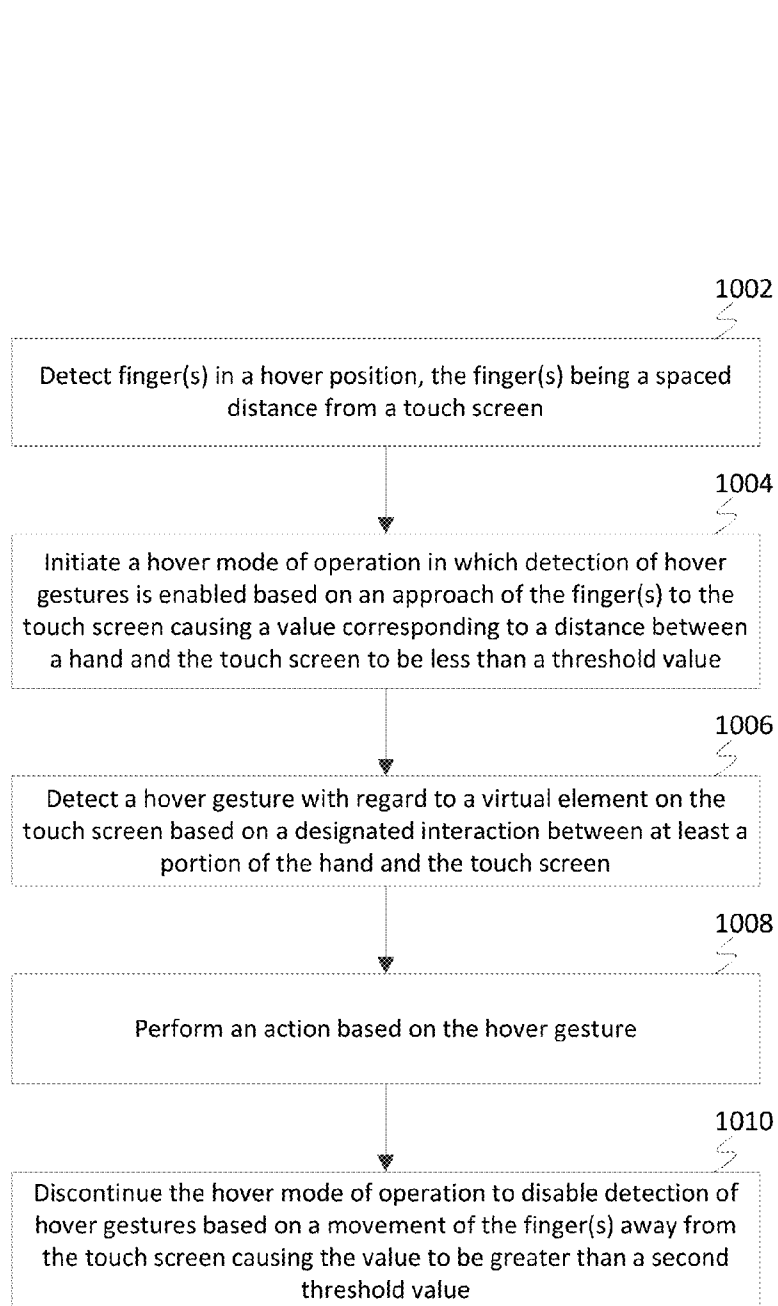 1002
Detect finger(s) in a hover position, the finger(s) being a spaced
distance from a touch screen
1004
Initiate a hover mode of operation in which detection of hover
gestures is enabled based on an approach of the finger(s) to the
touch screen causing a value corresponding to a distance between
a hand and the touch screen to be less than a threshold value
1006
Detect a hover gesture with regard to a virtual element on the
touch screen based on a designated interaction between at least a
portion of the hand and the touch screen
1008
Perform an action based on the hover gesture
1010
Discontinue the hover mode of operation to disable detection of
hover gestures based on a movement of the finger(s) away from
the touch screen causing the value to be greater than a second
threshold value